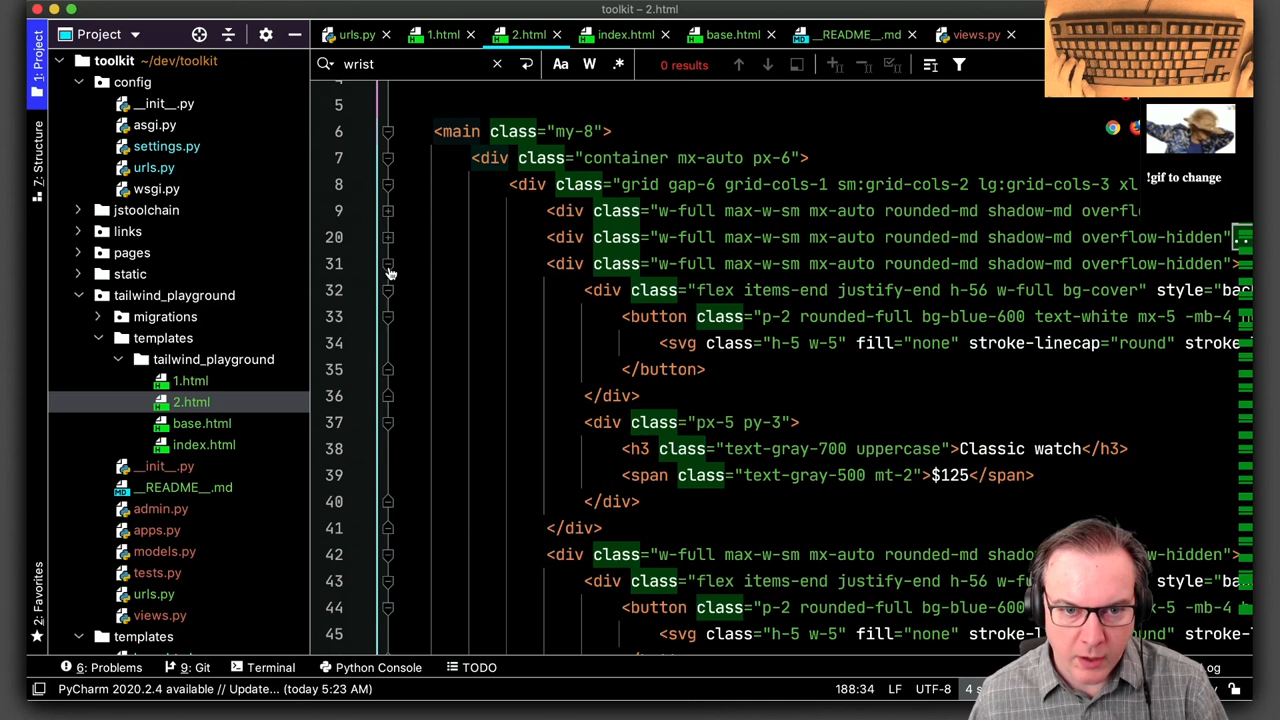 toolkit – 2.html
Project
urls.py
1.html
2.html
index.html
base.html
__README__.md
views.py
1: Project
7: Structure
2: Favorites
toolkit ~/dev/toolkit
config
__init__.py
asgi.py
settings.py
urls.py
wsgi.py
jstoolchain
links
pages
static
tailwind_playground
migrations
templates
tailwind_playground
1.html
2.html
base.html
index.html
__init__.py
__README__.md
admin.py
apps.py
models.py
tests.py
urls.py
views.py
templates
wrist
Aa W .*
0 results
!gif to change
5
6 <main class="my-8">
7 <div class="container mx-auto px-6">
8 <div class="grid gap-6 grid-cols-1 sm:grid-cols-2 lg:grid-cols-3 xl
9 <div class="w-full max-w-sm mx-auto rounded-md shadow-md overfl
20 <div class="w-full max-w-sm mx-auto rounded-md shadow-md overflow-hidden"
31 <div class="w-full max-w-sm mx-auto rounded-md shadow-md overflow-hidden">
32 <div class="flex items-end justify-end h-56 w-full bg-cover" style="bac
33 <button class="p-2 rounded-full bg-blue-600 text-white mx-5 -mb-4
34 <svg class="h-5 w-5" fill="none" stroke-linecap="round" stroke
35 </button>
36 </div>
37 <div class="px-5 py-3">
38 <h3 class="text-gray-700 uppercase">Classic watch</h3>
39 <span class="text-gray-500 mt-2">$125</span>
40 </div>
41 </div>
42 <div class="w-full max-w-sm mx-auto rounded-md shadow-md overflow-hidden">
43 <div class="flex items-end justify-end h-56 w-fu
44 <button class="p-2 rounded-full bg-blue-600
45 <svg class="h-5 w-5" fill="none" stroke-
6: Problems
9: Git
Terminal
Python Console
TODO
Log
PyCharm 2020.2.4 available // Update... (today 5:23 AM)
188:34 LF UTF-8 4 s